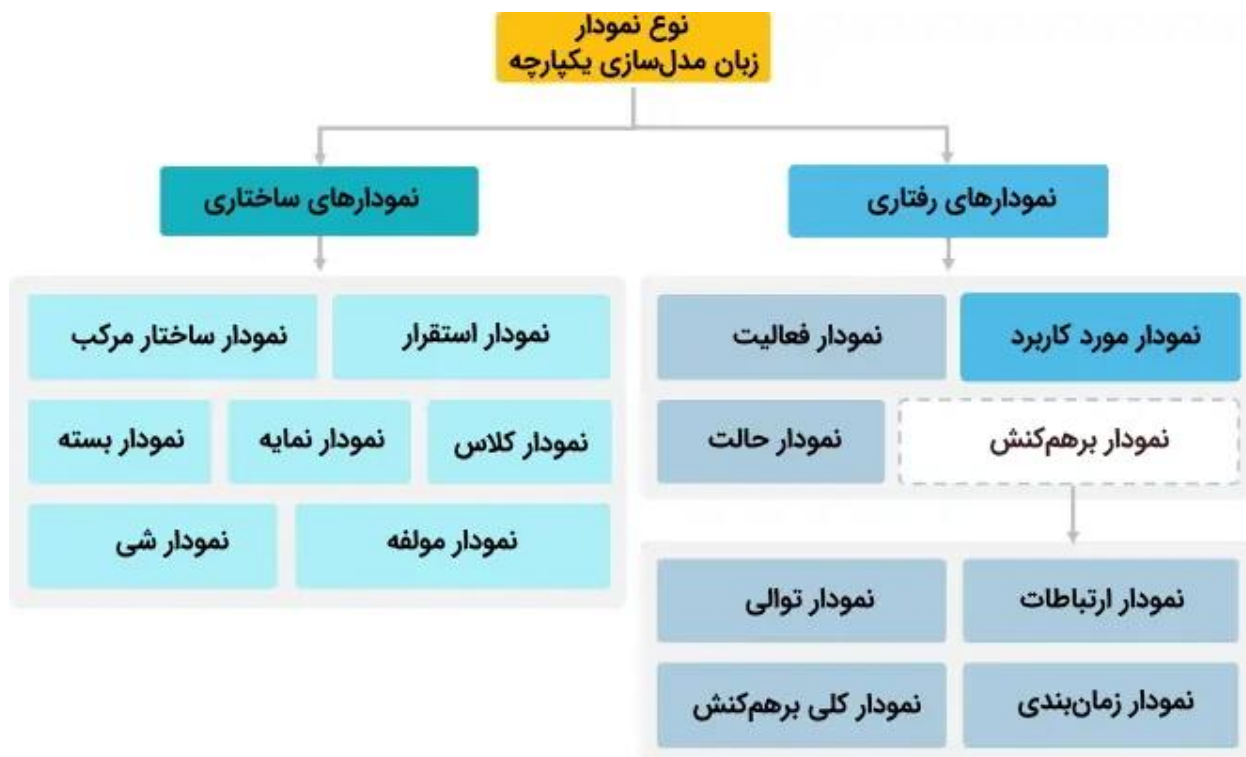 نوع نمودار
زبان مدل‌سازی یکپارچه
نمودارهای رفتاری
نمودارهای ساختاری
نمودار مورد کاربرد
نمودار فعالیت
نمودار برهم‌کنش
نمودار حالت
نمودار ارتباطات
نمودار توالی
نمودار زمان‌بندی
نمودار کلی برهم‌کنش
نمودار استقرار
نمودار ساختار مرکب
نمودار کلاس
نمودار نمایه
نمودار بسته
نمودار مولفه
نمودار شی